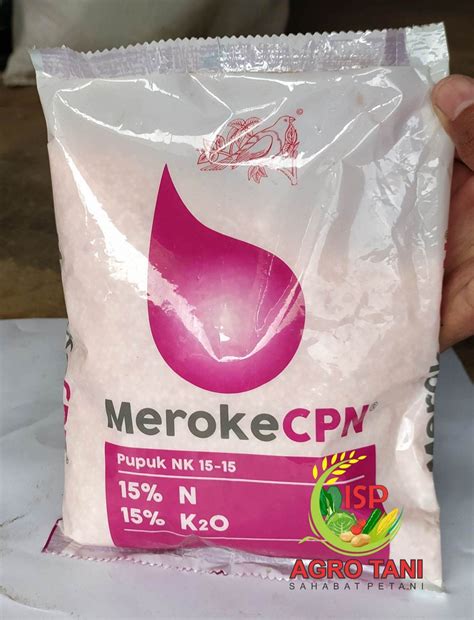 MerokeCPN®
Pupuk NK 15-15
15% N
15% K₂O
ISP
AGRO TANI
SAHABAT PETANI